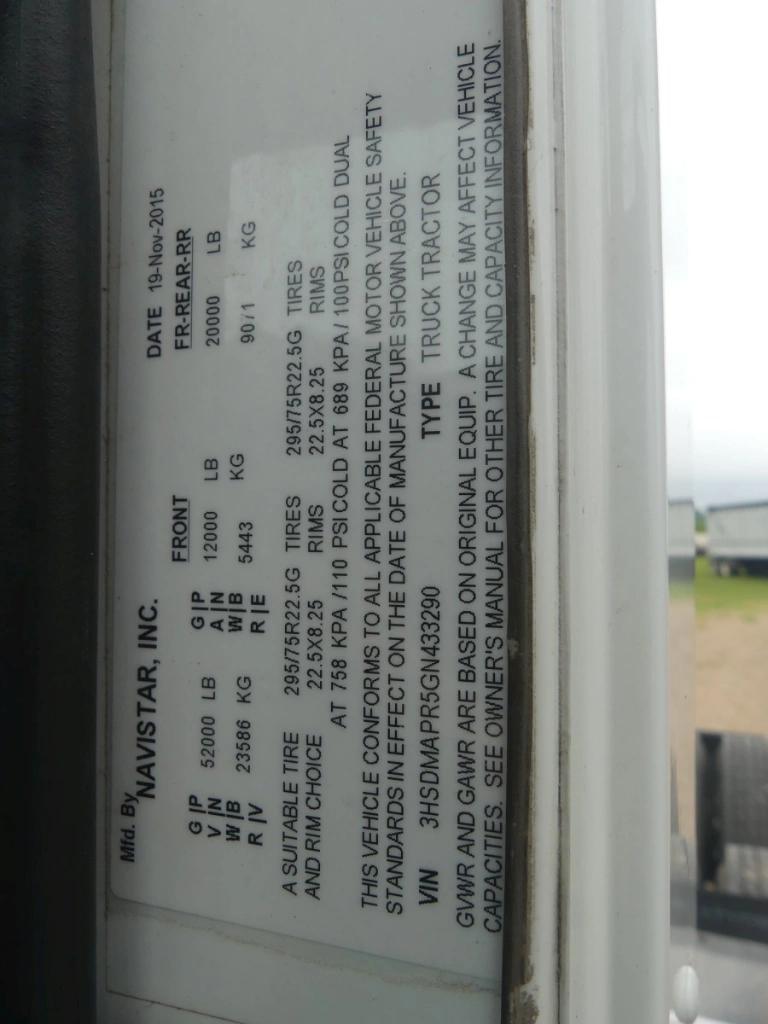 Mfd. By
NAVISTAR, INC. DATE 19-Nov-2015
FRONT FR-REAR-RR
G|P 52000 LB G|P 12000 LB 20000 LB
V|N A|N
W|B 23586 KG W|B 5443 KG 9071 KG
R|V R|E
A SUITABLE TIRE 295/75R22.5G TIRES 295/75R22.5G TIRES
AND RIM CHOICE 22.5X8.25 RIMS 22.5X8.25 RIMS
AT 758 KPA /110 PSI COLD AT 689 KPA/ 100PSI COLD DUAL
THIS VEHICLE CONFORMS TO ALL APPLICABLE FEDERAL MOTOR VEHICLE SAFETY
STANDARDS IN EFFECT ON THE DATE OF MANUFACTURE SHOWN ABOVE.
VIN 3HSDMAPR5GN433290 TYPE TRUCK TRACTOR
GVWR AND GAWR ARE BASED ON ORIGINAL EQUIP. A CHANGE MAY AFFECT VEHICLE
CAPACITIES. SEE OWNER'S MANUAL FOR OTHER TIRE AND CAPACITY INFORMATION.